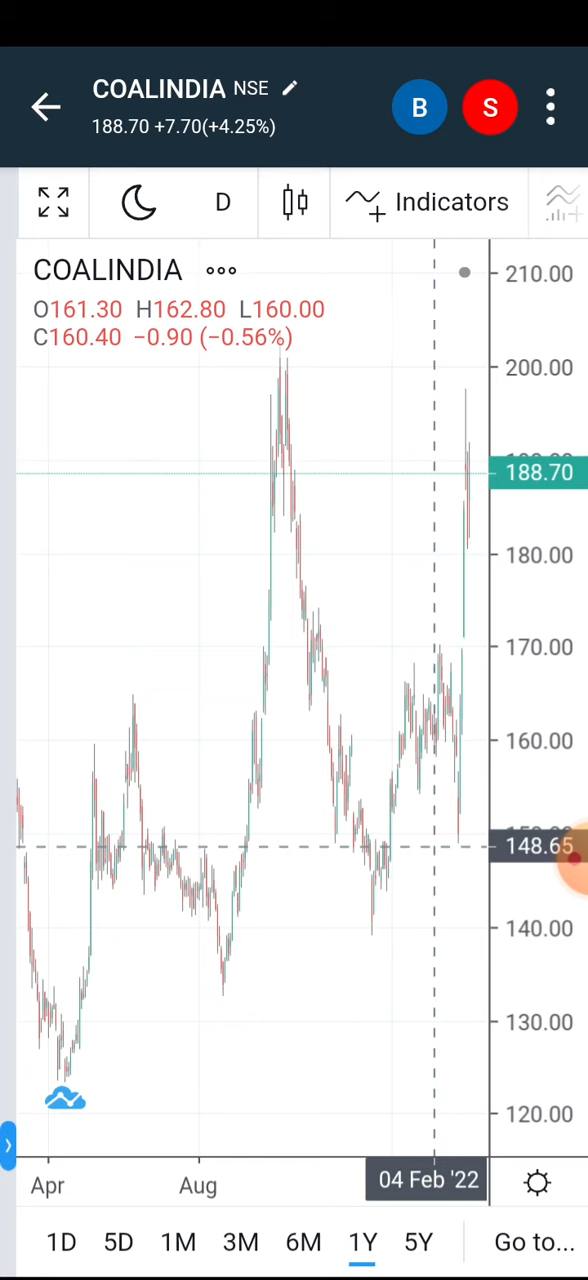 COALINDIA NSE
188.70 +7.70(+4.25%)
B
S
D
Indicators
COALINDIA
O161.30 H162.80 L160.00
C160.40 −0.90 (−0.56%)
210.00
200.00
188.70
180.00
170.00
160.00
148.65
140.00
130.00
120.00
Apr
Aug
04 Feb '22
1D 5D 1M 3M 6M 1Y 5Y Go to...